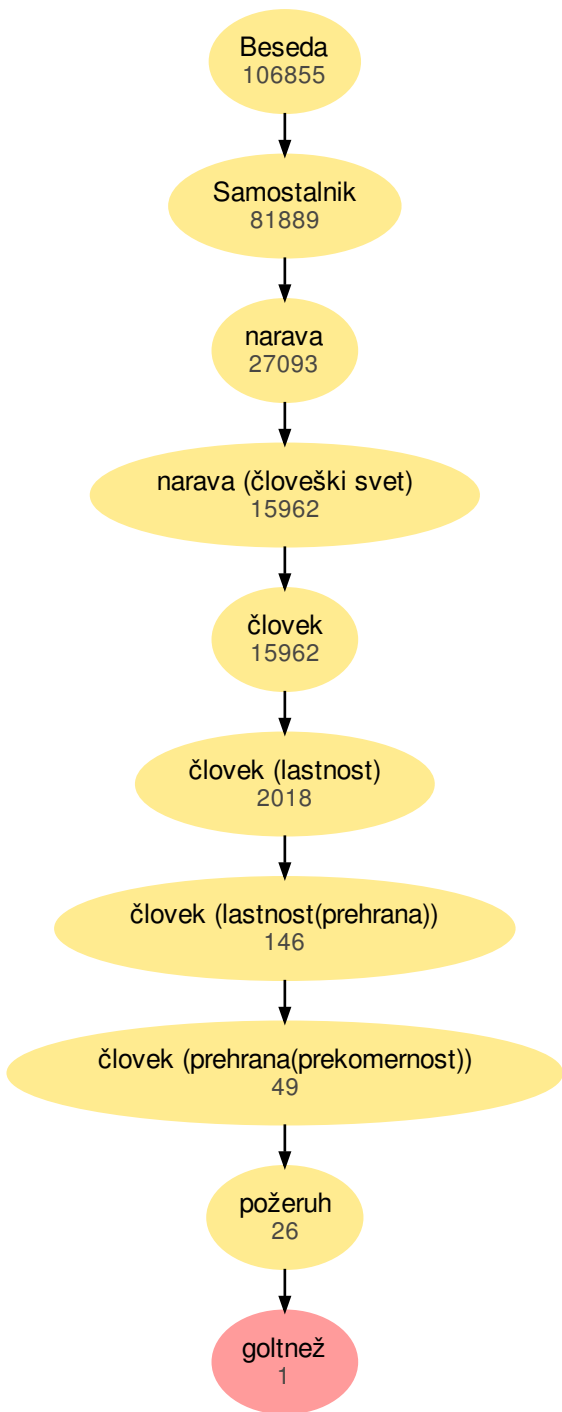 Beseda
106855
Samostalnik
81889
narava
27093
narava (človeški svet)
15962
človek
15962
človek (lastnost)
2018
človek (lastnost(prehrana))
146
človek (prehrana(prekomernost))
49
požeruh
26
goltnež
1